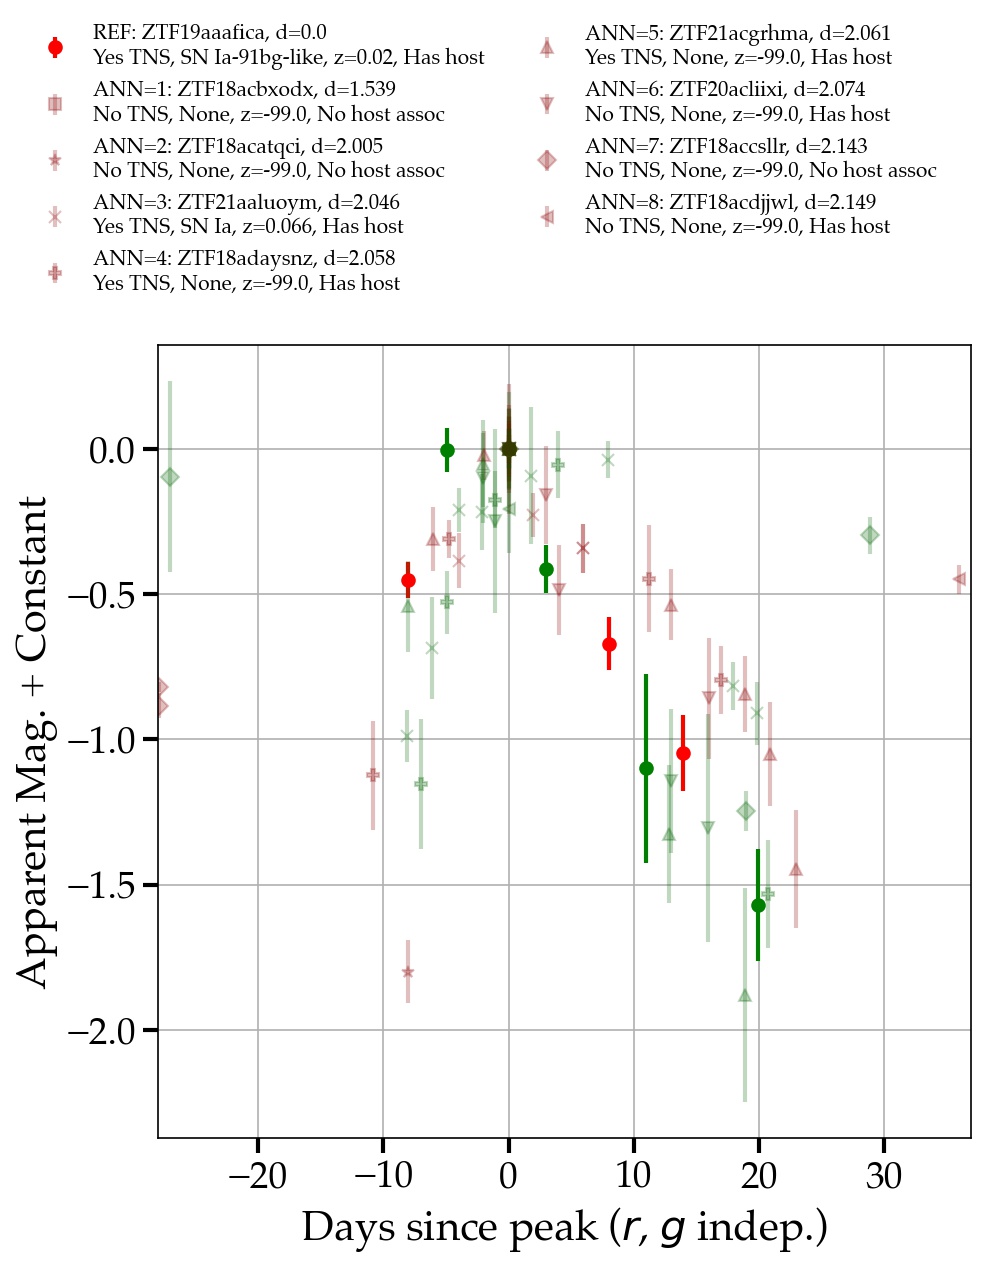 REF: ZTF19aaafica, d=0.0
Yes TNS, SN Ia-91bg-like, z=0.02, Has host
ANN=1: ZTF18acbxodx, d=1.539
No TNS, None, z=-99.0, No host assoc
ANN=2: ZTF18acatqci, d=2.005
No TNS, None, z=-99.0, No host assoc
ANN=3: ZTF21aaluoym, d=2.046
Yes TNS, SN Ia, z=0.066, Has host
ANN=4: ZTF18adaysnz, d=2.058
Yes TNS, None, z=-99.0, Has host
ANN=5: ZTF21acgrhma, d=2.061
Yes TNS, None, z=-99.0, Has host
ANN=6: ZTF20acliixi, d=2.074
No TNS, None, z=-99.0, Has host
ANN=7: ZTF18accsllr, d=2.143
No TNS, None, z=-99.0, No host assoc
ANN=8: ZTF18acdjjwl, d=2.149
No TNS, None, z=-99.0, Has host
Apparent Mag. + Constant
0.0
−0.5
−1.0
−1.5
−2.0
−20 −10 0 10 20 30
Days since peak (r, g indep.)